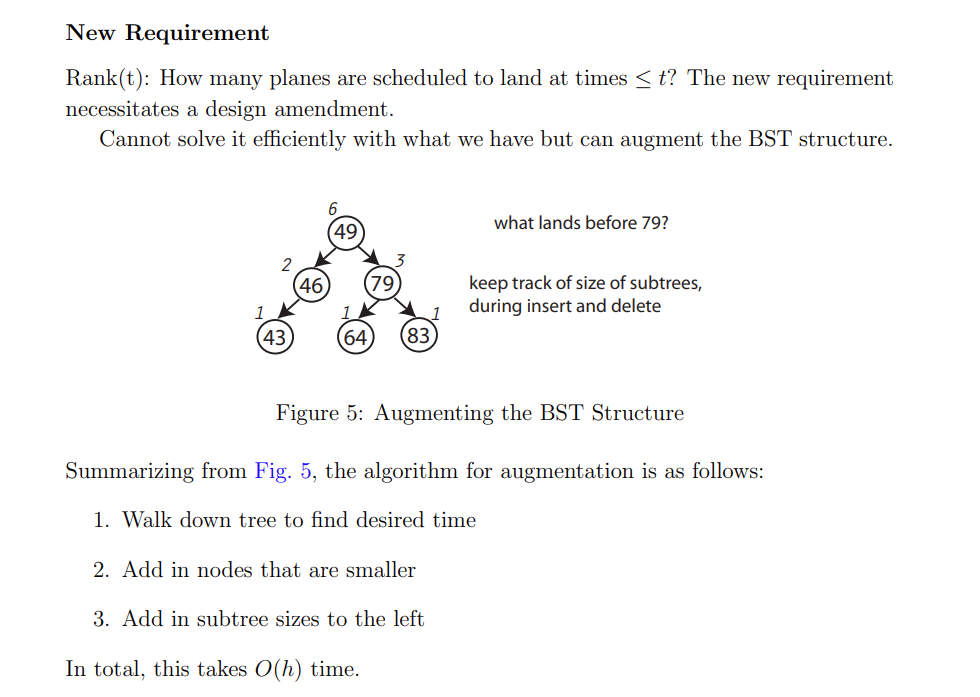 New Requirement
Rank(t): How many planes are scheduled to land at times ≤ t? The new requirement
necessitates a design amendment.
Cannot solve it efficiently with what we have but can augment the BST structure.
6
49
what lands before 79?
2
3
46
79
keep track of size of subtrees,
during insert and delete
1
1
1
43
64
83
Figure 5: Augmenting the BST Structure
Summarizing from Fig. 5, the algorithm for augmentation is as follows:
1. Walk down tree to find desired time
2. Add in nodes that are smaller
3. Add in subtree sizes to the left
In total, this takes O(h) time.